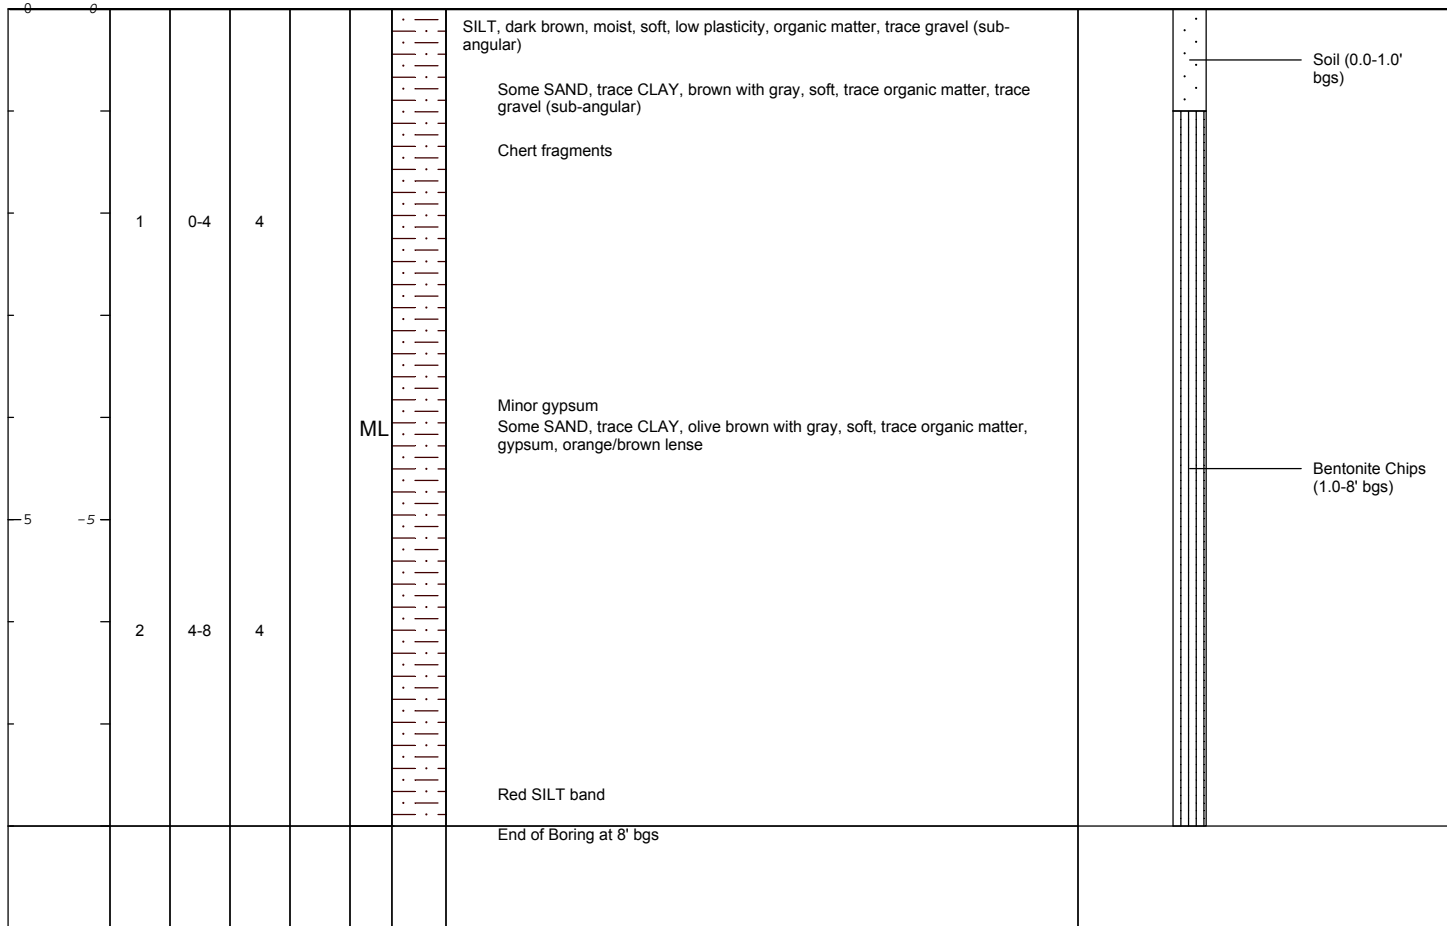 0 0
SILT, dark brown, moist, soft, low plasticity, organic matter, trace gravel (sub-
angular)
Soil (0.0-1.0'
bgs)
Some SAND, trace CLAY, brown with gray, soft, trace organic matter, trace
gravel (sub-angular)
Chert fragments
1 0-4 4
Minor gypsum
ML
Some SAND, trace CLAY, olive brown with gray, soft, trace organic matter,
gypsum, orange/brown lense
Bentonite Chips
(1.0-8' bgs)
5 -5
2 4-8 4
Red SILT band
End of Boring at 8' bgs